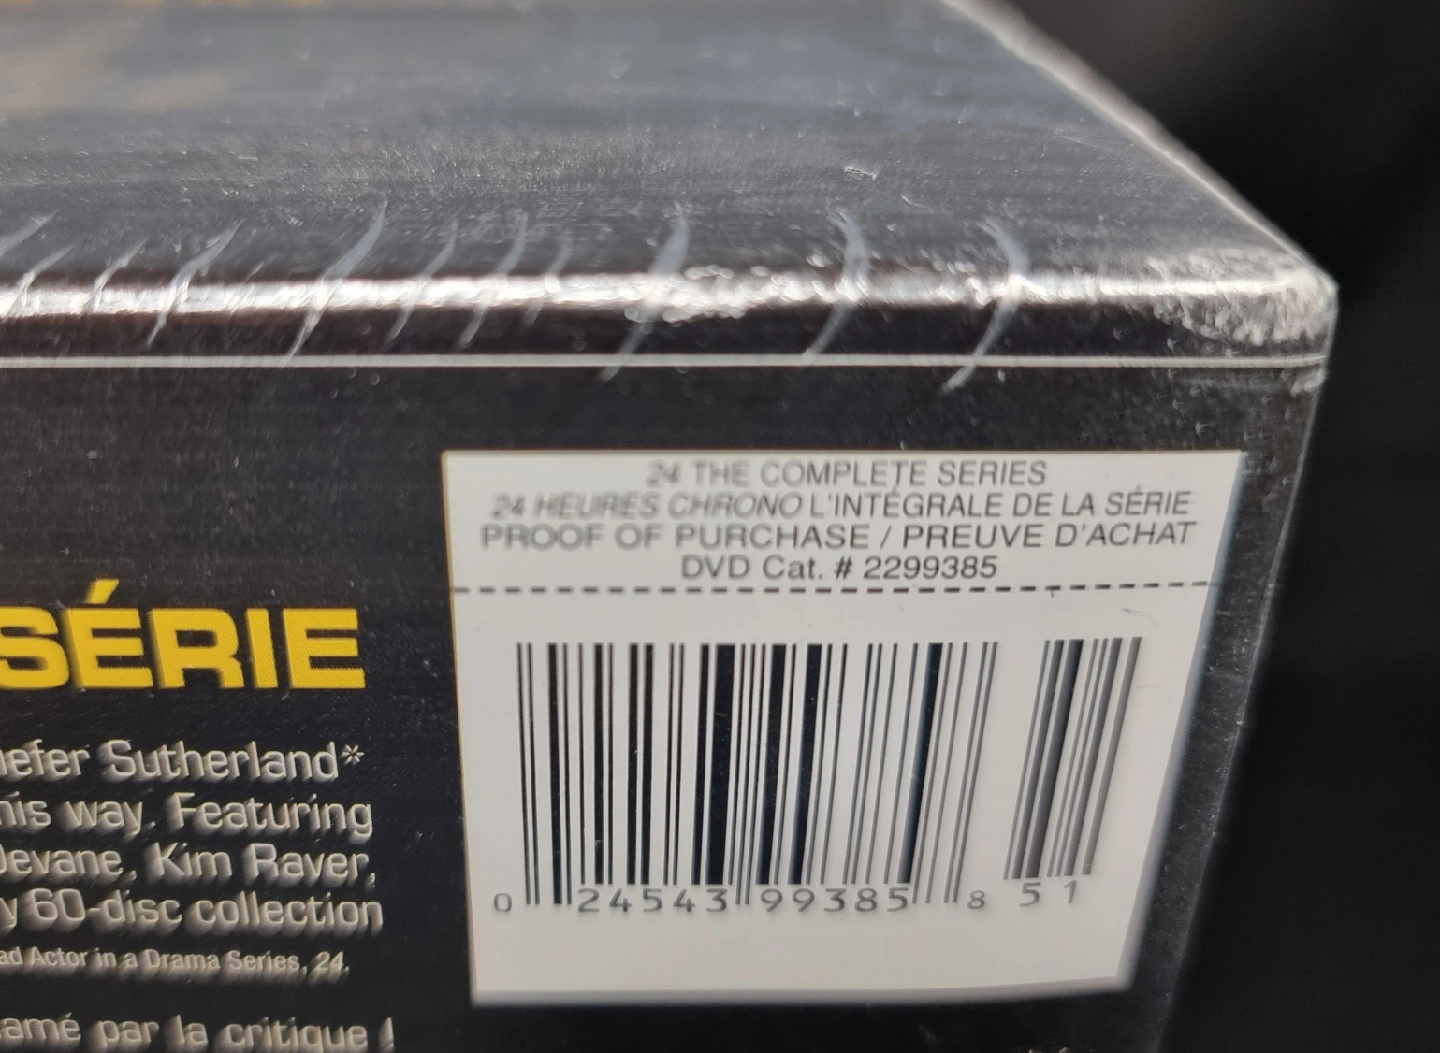 24 THE COMPLETE SERIES
24 HEURES CHRONO L'INTÉGRALE DE LA SÉRIE
PROOF OF PURCHASE / PREUVE D'ACHAT
DVD Cat. # 2299385
0 24543 99385 8 51
SÉRIE
iefer Sutherland*
his way. Featuring
Devane, Kim Raver,
y 60-disc collection
ad Actor in a Drama Series, 24.
amé par la critique !